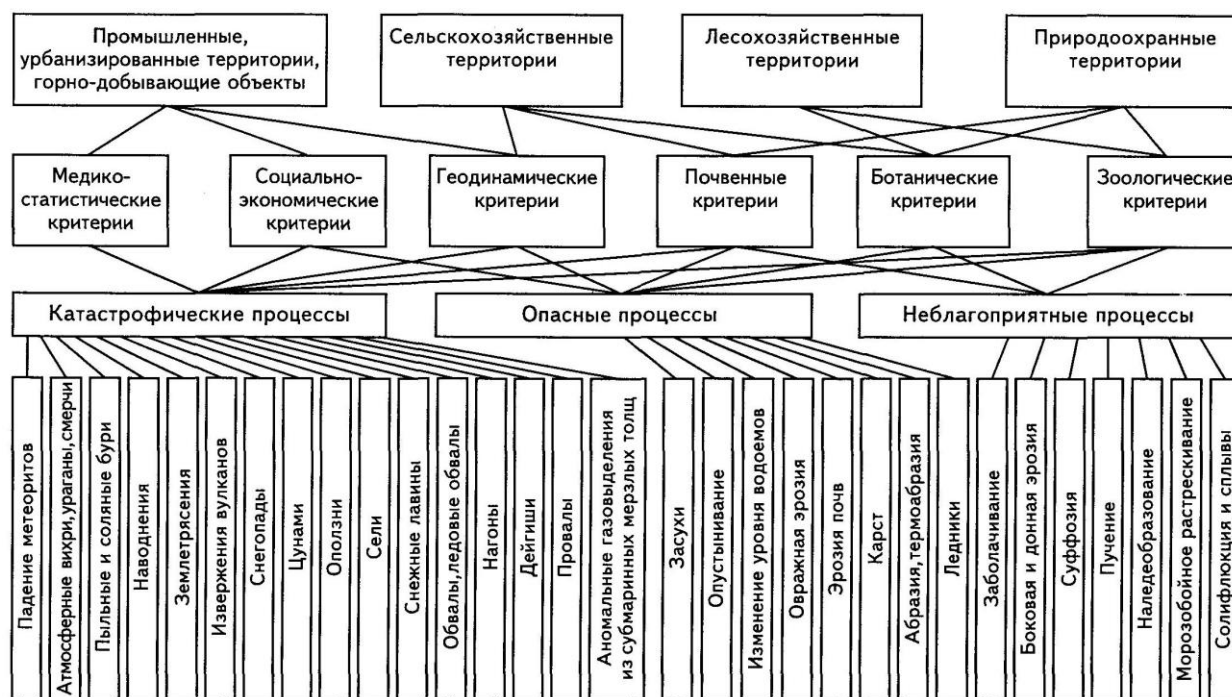 Промышленные,
урбанизированные территории,
горно-добывающие объекты
Сельскохозяйственные
территории
Лесохозяйственные
территории
Природоохранные
территории
Медико-
статистические
критерии
Социально-
экономические
критерии
Геодинамические
критерии
Почвенные
критерии
Ботанические
критерии
Зоологические
критерии
Катастрофические процессы
Опасные процессы
Неблагоприятные процессы
Падение метеоритов
Атмосферные вихри,ураганы,смерчи
Пыльные и соляные бури
Наводнения
Землетрясения
Извержения вулканов
Снегопады
Цунами
Оползни
Сели
Снежные лавины
Обвалы,ледовые обвалы
Нагоны
Дейгиши
Провалы
Аномальные газовыделения
из субмаринных мерзлых толщ
Засухи
Опустынивание
Изменение уровня водоемов
Овражная эрозия
Эрозия почв
Карст
Абразия,термоабразия
Ледники
Заболачивание
Боковая и донная эрозия
Суффозия
Пучение
Наледеобразование
Морозобойное растрескивание
Солифлюкция и сплывы